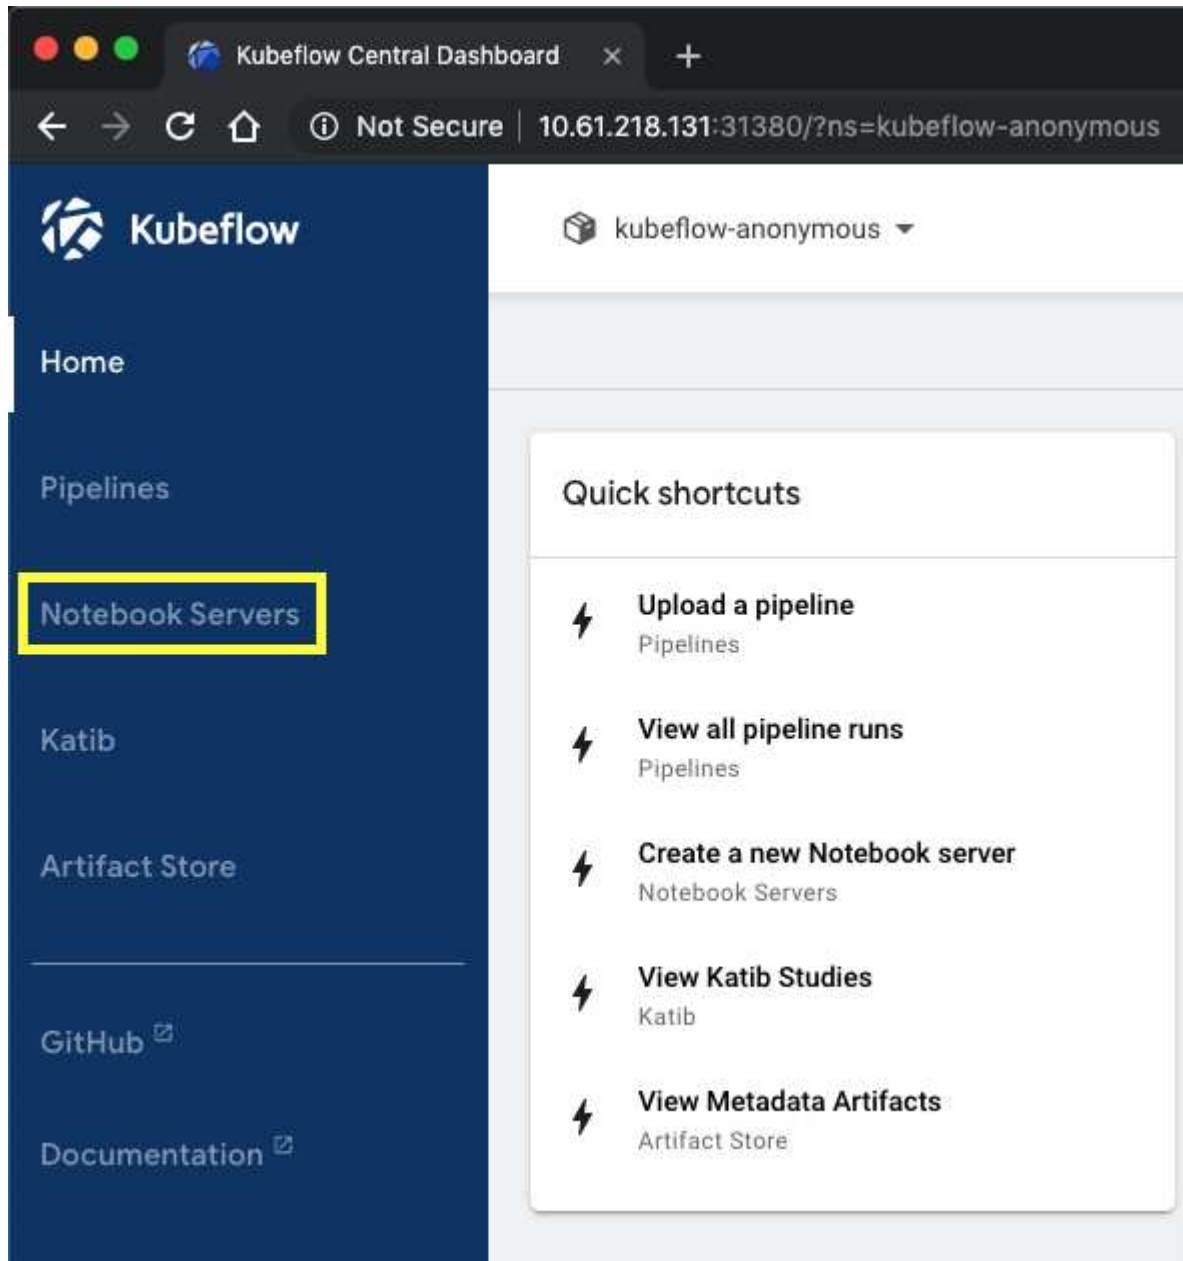 Kubeflow Central Dashboard
Not Secure | 10.61.218.131:31380/?ns=kubeflow-anonymous
Kubeflow
kubeflow-anonymous
Home
Pipelines
Notebook Servers
Katib
Artifact Store
GitHub
Documentation
Quick shortcuts
Upload a pipeline
Pipelines
View all pipeline runs
Pipelines
Create a new Notebook server
Notebook Servers
View Katib Studies
Katib
View Metadata Artifacts
Artifact Store